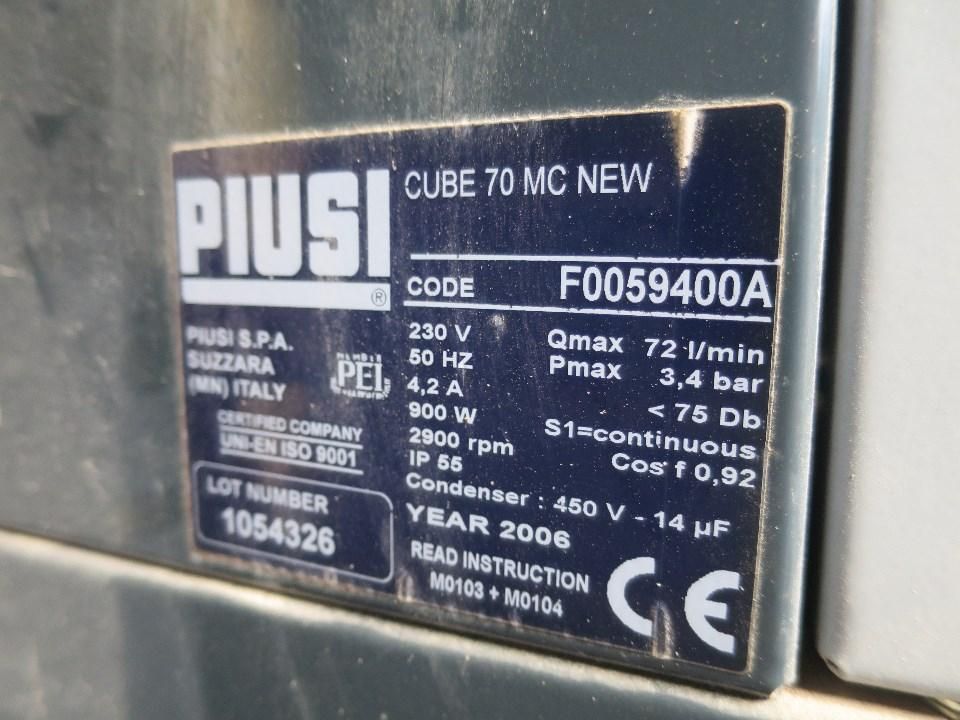 PIUSI
®
CUBE 70 MC NEW
CODE F0059400A
PIUSI S.P.A.
SUZZARA
(MN) ITALY
MEMBER
PEI
CERTIFIED COMPANY
UNI-EN ISO 9001
LOT NUMBER
1054326
230 V
50 HZ
4,2 A
900 W
2900 rpm
IP 55
Qmax 72 l/min
Pmax 3,4 bar
< 75 Db
S1=continuous
Cos f 0,92
Condenser : 450 V - 14 µF
YEAR 2006
READ INSTRUCTION
M0103 + M0104
CE